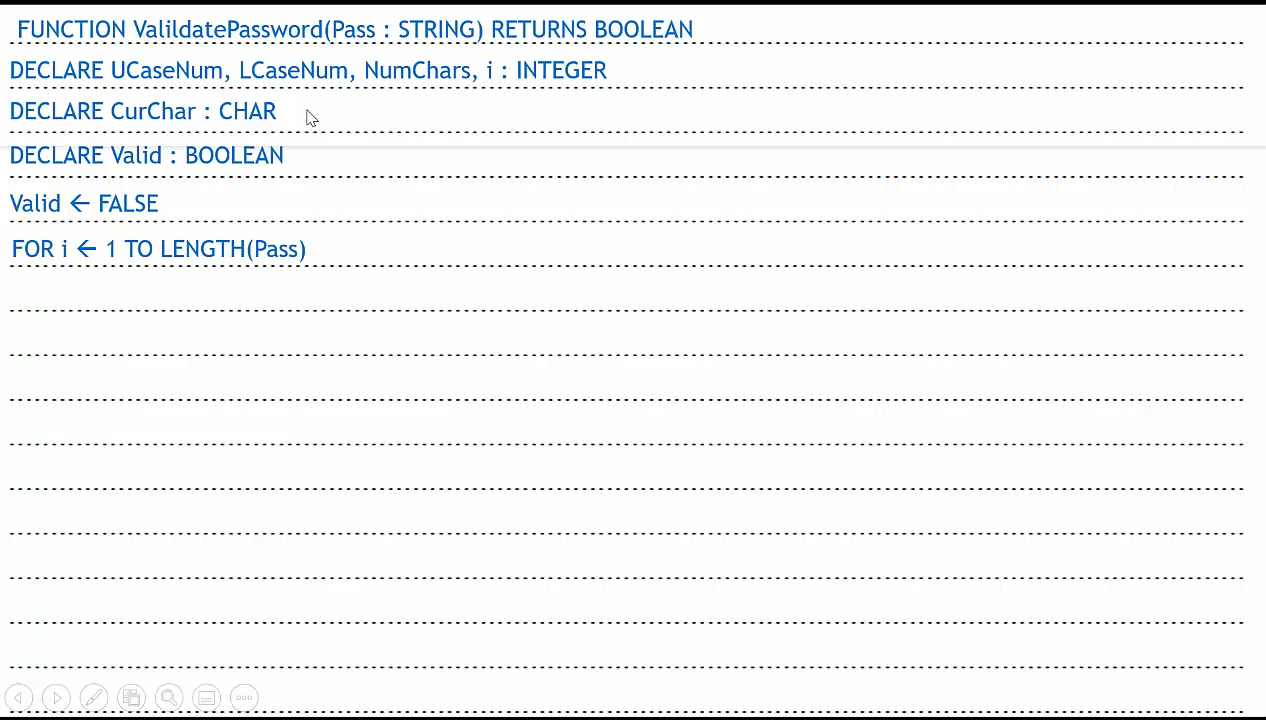 FUNCTION ValildatePassword(Pass : STRING) RETURNS BOOLEAN
DECLARE UCaseNum, LCaseNum, NumChars, i : INTEGER
DECLARE CurChar : CHAR
DECLARE Valid : BOOLEAN
Valid ← FALSE
FOR i ← 1 TO LENGTH(Pass)